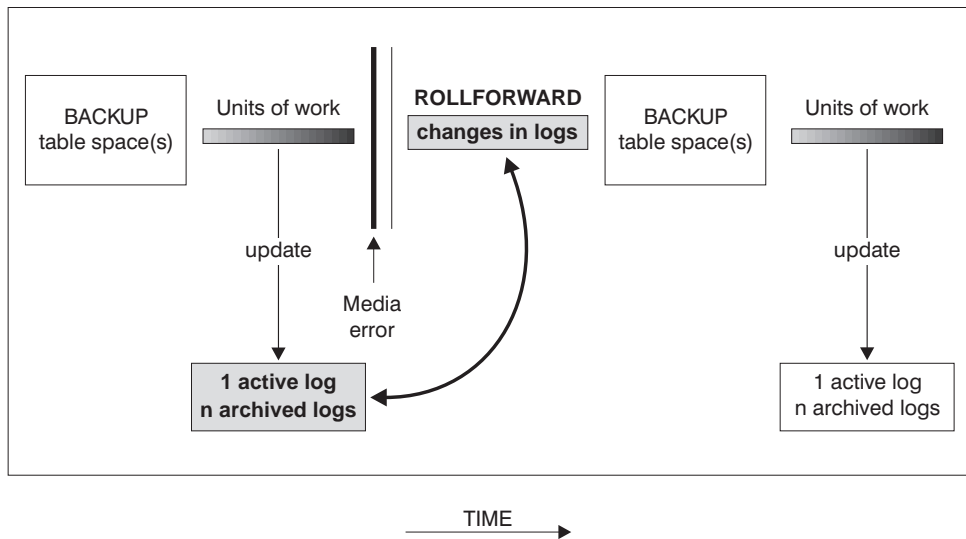 BACKUP
table space(s)
Units of work
update
Media
error
1 active log
n archived logs
ROLLFORWARD
changes in logs
BACKUP
table space(s)
Units of work
update
1 active log
n archived logs
TIME